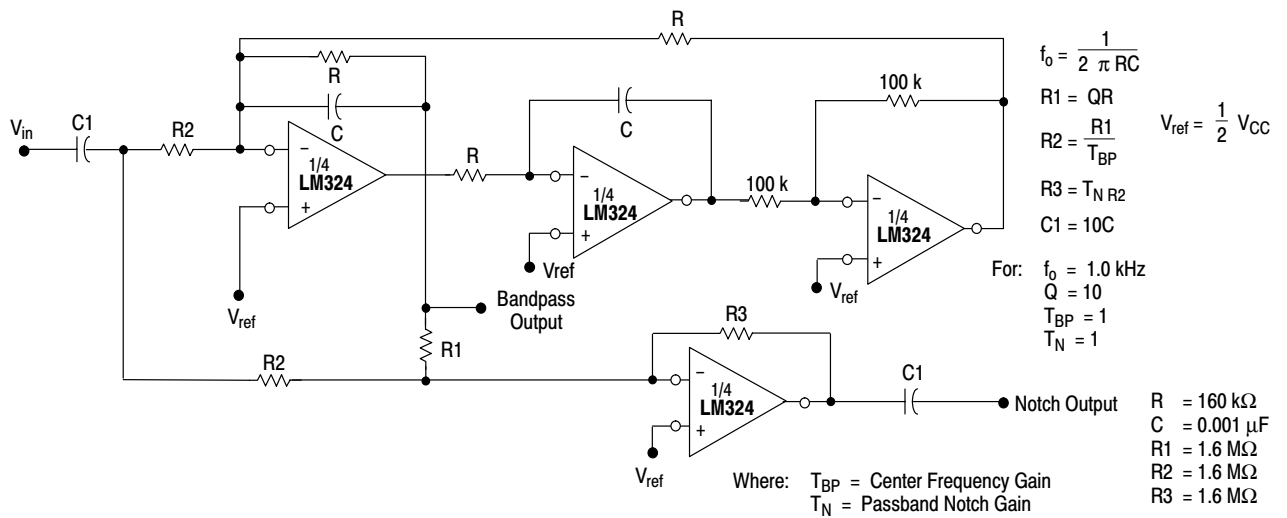 R
R
C
C1
V_in
R2
1/4
LM324
−
+
V_ref
R
C
1/4
LM324
−
+
Vref
100 k
100 k
1/4
LM324
−
+
V_ref
Bandpass
Output
R1
R2
R3
1/4
LM324
−
+
V_ref
C1
Notch Output
f_o = 1 / 2 π RC
R1 = QR
R2 = R1 / T_BP
R3 = T_N R2
C1 = 10C
V_ref = 1/2 V_CC
For: f_o = 1.0 kHz
Q = 10
T_BP = 1
T_N = 1
R = 160 kΩ
C = 0.001 µF
R1 = 1.6 MΩ
R2 = 1.6 MΩ
R3 = 1.6 MΩ
Where: T_BP = Center Frequency Gain
T_N = Passband Notch Gain